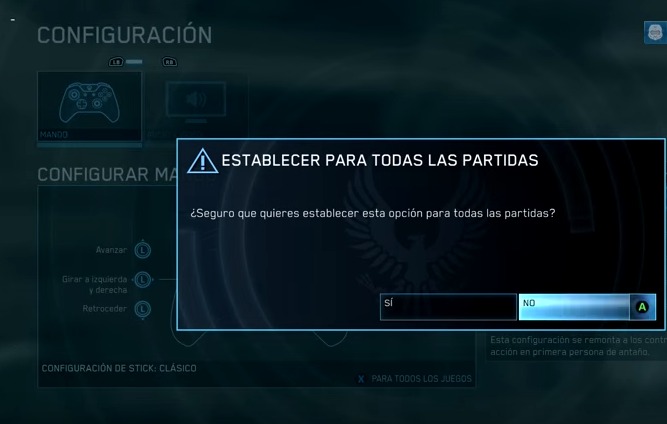 CONFIGURACIÓN
LB
RB
MANDO
ESTABLECER PARA TODAS LAS PARTIDAS
CONFIGURAR MA
¿Seguro que quieres establecer esta opción para todas las partidas?
Avanzar L
Girar a izquierda
y derecha
L
Retroceder L
SÍ
NO
A
Esta configuración se remonta a los contr
acción en primera persona de antaño.
CONFIGURACIÓN DE STICK: CLÁSICO
X PARA TODOS LOS JUEGOS